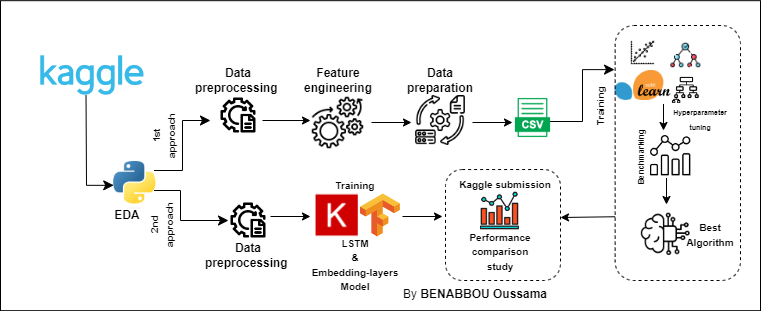 kaggle
EDA
1st
approach
Data
preprocessing
Feature
engineering
Data
preparation
CSV
Training
learn
Hyperparameter
tuning
Benchmarking
Best
Algorithm
2nd
approach
Data
preprocessing
Training
K
LSTM
&
Embedding-layers
Model
Kaggle submission
Performance
comparison
study
By BENABBOU Oussama